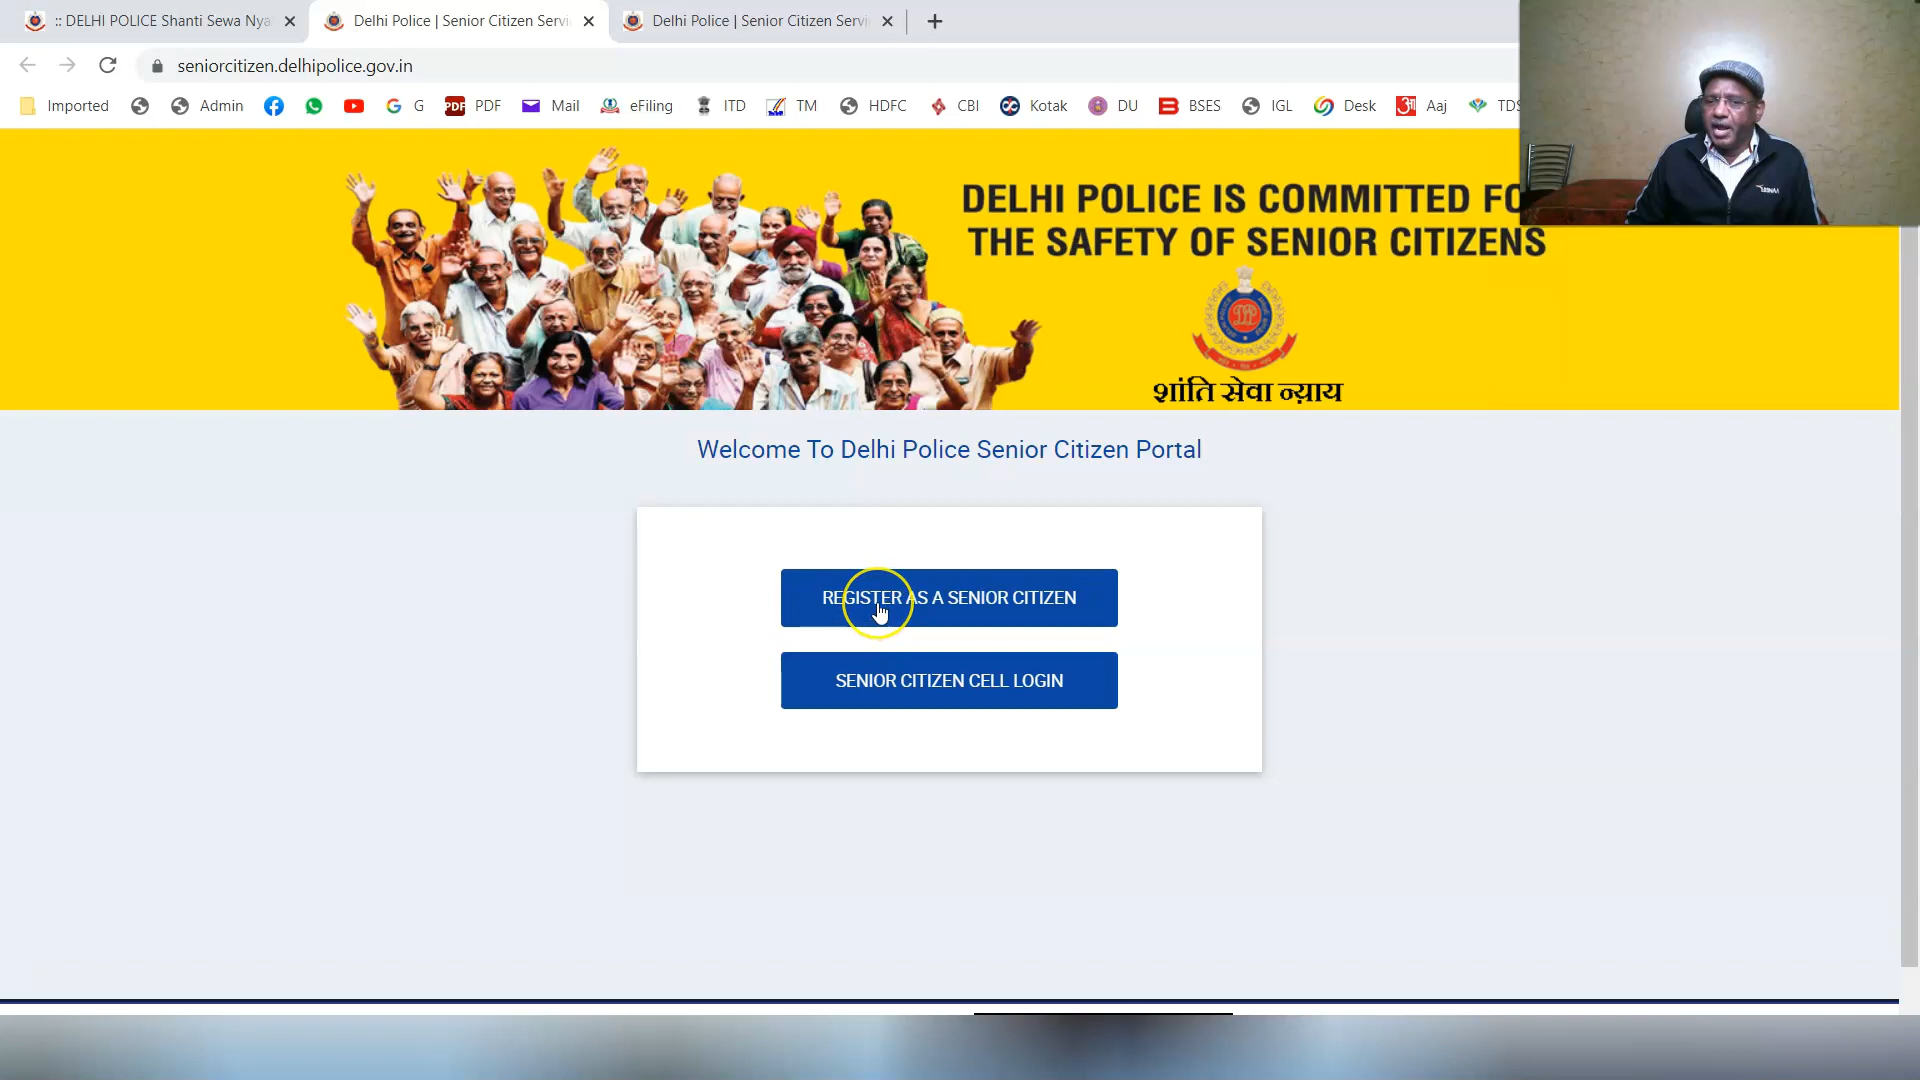 :: DELHI POLICE Shanti Sewa Nya
Delhi Police | Senior Citizen Servi
Delhi Police | Senior Citizen Servi
seniorcitizen.delhipolice.gov.in
Imported Admin G PDF Mail eFiling ITD TM HDFC CBI Kotak DU BSES IGL Desk Aaj TDS
DELHI POLICE IS COMMITTED FO
THE SAFETY OF SENIOR CITIZENS
शांति सेवा न्याय
Welcome To Delhi Police Senior Citizen Portal
REGISTER AS A SENIOR CITIZEN
SENIOR CITIZEN CELL LOGIN